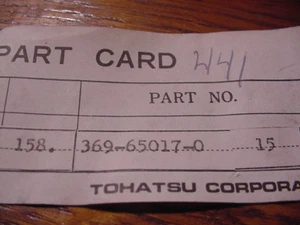 PART CARD 441
PART NO.
158. 369-65017-0 15
TOHATSU CORPORA